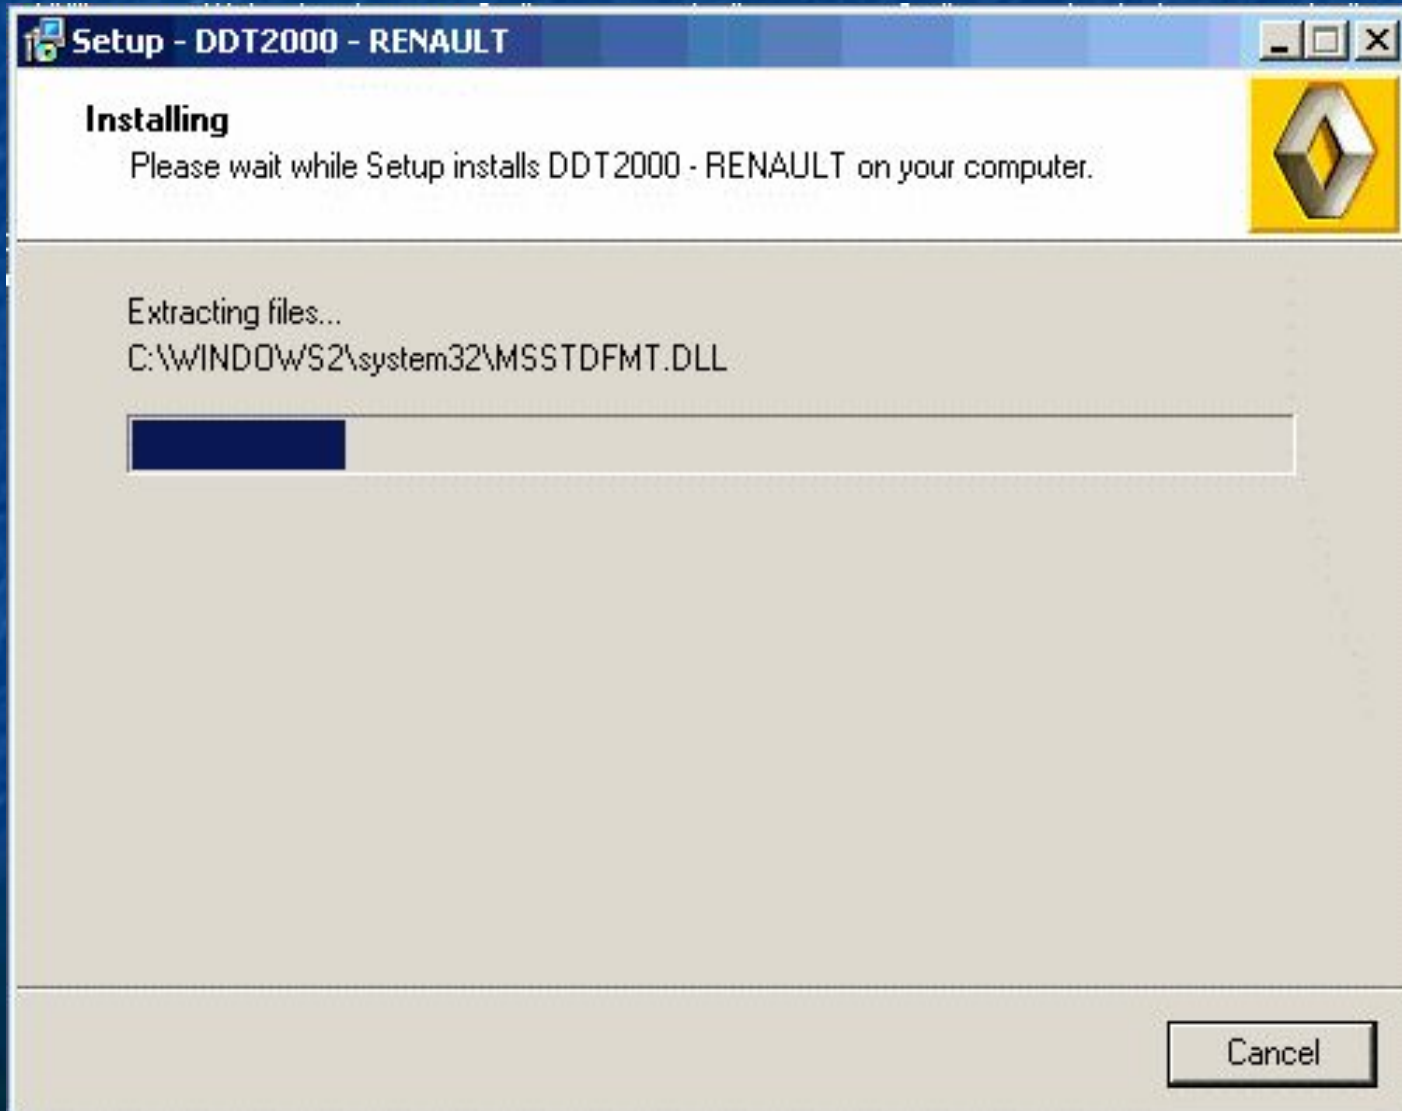 Setup - DDT2000 - RENAULT
Installing
Please wait while Setup installs DDT2000 - RENAULT on your computer.
Extracting files...
C:\WINDOWS2\system32\MSSTDFMT.DLL
Cancel